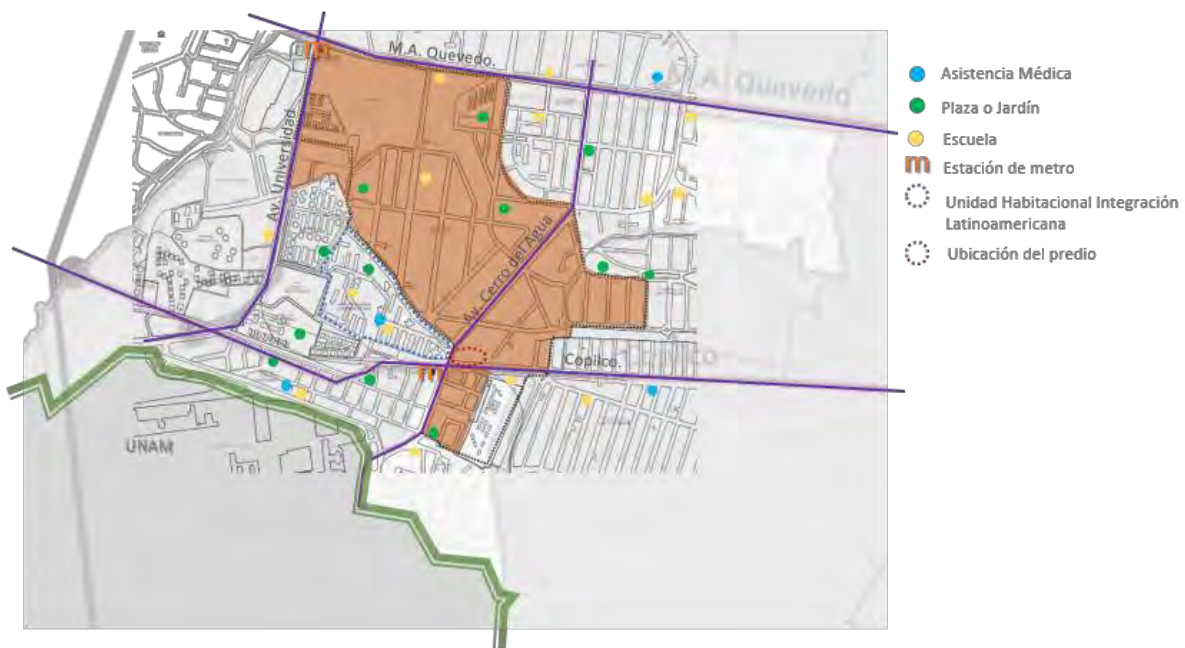 M.A. Quevedo.
M.A. Quevedo
Av. Universidad
Av. Cerro del Agua
Copilco.
Copilco
UNAM
Asistencia Médica
Plaza o Jardín
Escuela
m Estación de metro
Unidad Habitacional Integración
Latinoamericana
Ubicación del predio